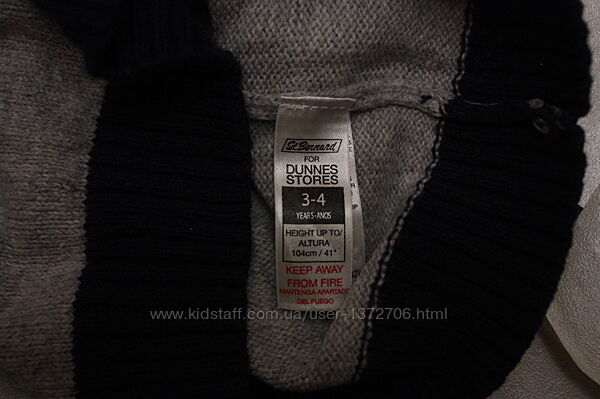 St.Bernard
FOR
DUNNES
STORES
3-4
YEARS-ANOS
HEIGHT UP TO/
ALTURA
104cm / 41"
KEEP AWAY
FROM FIRE
MANTENGA APARTADO
DEL FUEGO
www.kidstaff.com.ua/user-1372706.html